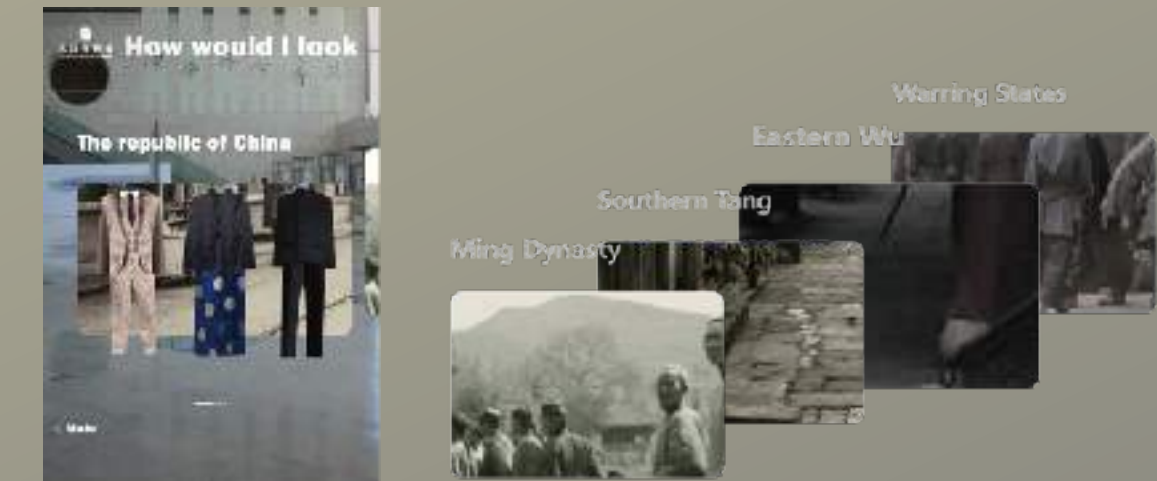 How would I look
The republic of China
Warring States
Eastern Wu
Southern Tang
Ming Dynasty